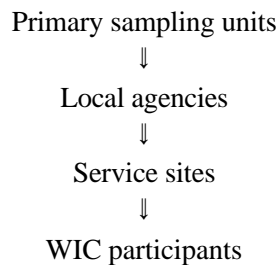 Primary sampling units
⇓
Local agencies
⇓
Service sites
⇓
WIC participants